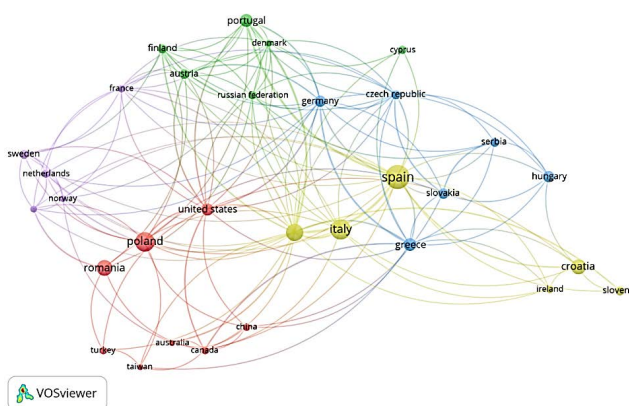 portugal
denmark
finland
cyprus
austria
france
russian federation
germany
czech republic
serbia
sweden
netherlands
spain
hungary
slovakia
norway
united states
italy
poland
greece
romania
croatia
ireland
sloven
china
australia
turkey
canada
taiwan
VOSviewer